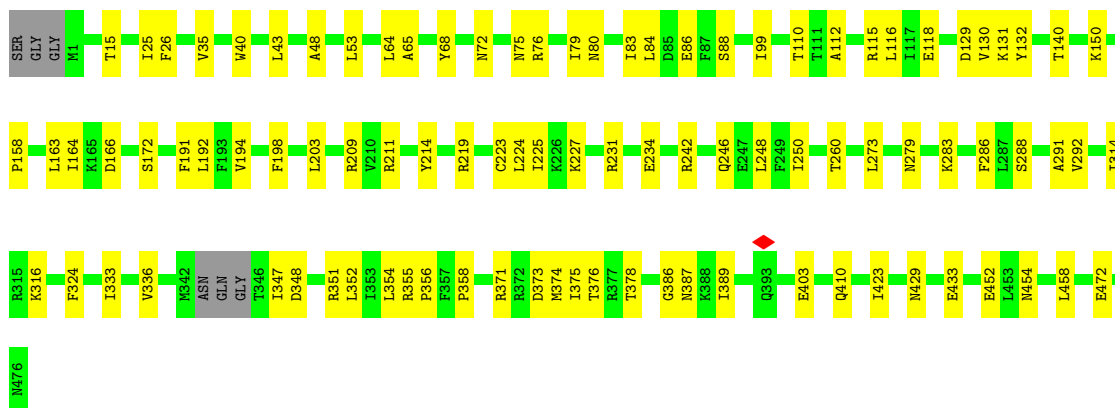 SER GLY GLY M1 T15 I25 F26 V35 W40 L43 A48 L53 L64 A65 Y68 N72 N75 R76 I79 N80 I83 L84 D85 E86 F87 S88 I99 T110 T111 A112 R115 L116 I117 E118 D129 V130 K131 Y132 T140 K150
P158 L163 I164 K165 D166 S172 F191 L192 F193 V194 F198 L203 R209 V210 R211 Y214 R219 C223 L224 I225 K226 K227 R231 E234 R242 Q246 E247 L248 F249 I250 T260 L273 N279 K283 F286 L287 S288 A291 V292
R315 K316 F324 I333 V336 M342 ASN GLN GLY T346 I347 D348 R351 L352 I353 L354 R355 P356 F357 P358 R371 R372 D373 M374 I375 T376 R377 T378 G386 N387 K388 I389 Q393 E403 Q410 I423 N429 E433 E452 L453 N454 L458 E472
N476